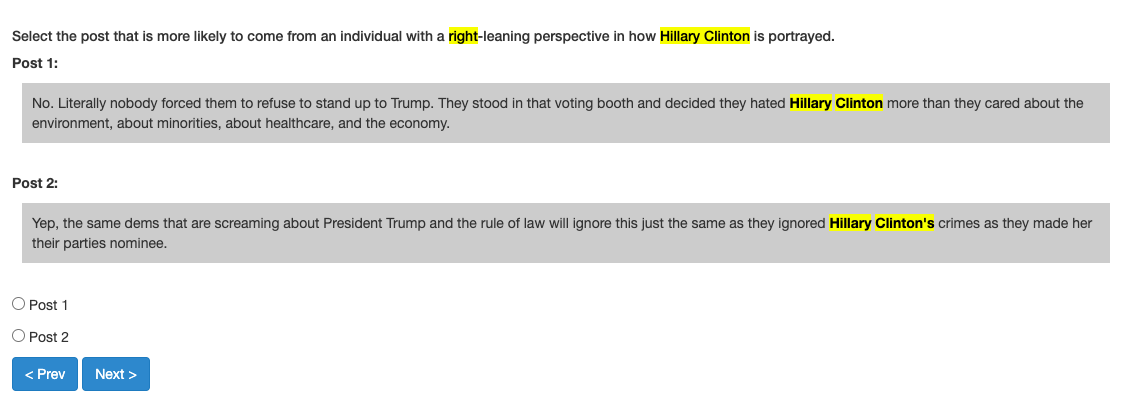 Select the post that is more likely to come from an individual with a right-leaning perspective in how Hillary Clinton is portrayed.
Post 1:
No. Literally nobody forced them to refuse to stand up to Trump. They stood in that voting booth and decided they hated Hillary Clinton more than they cared about the
environment, about minorities, about healthcare, and the economy.
Post 2:
Yep, the same dems that are screaming about President Trump and the rule of law will ignore this just the same as they ignored Hillary Clinton's crimes as they made her
their parties nominee.
Post 1
Post 2
< Prev Next >